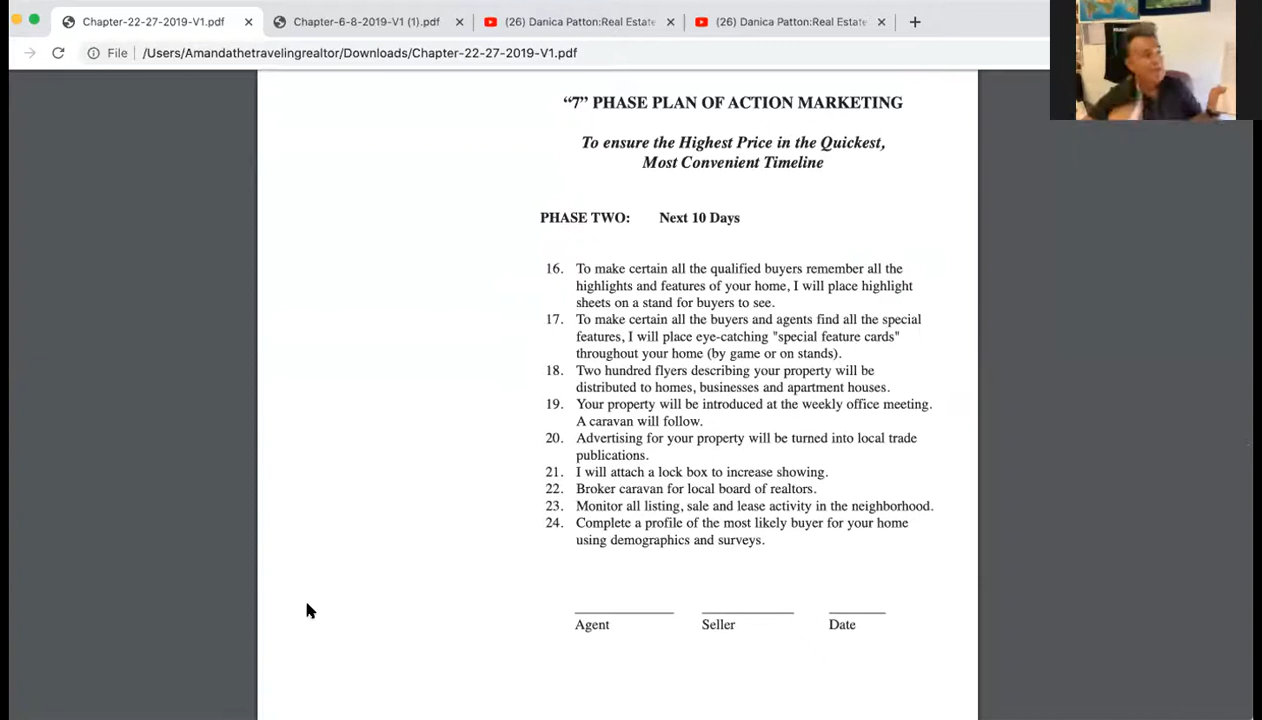 Chapter-22-27-2019-V1.pdf
Chapter-6-8-2019-V1 (1).pdf
(26) Danica Patton:Real Estate
(26) Danica Patton:Real Estate
File /Users/Amandathetravelingrealtor/Downloads/Chapter-22-27-2019-V1.pdf
“7” PHASE PLAN OF ACTION MARKETING
To ensure the Highest Price in the Quickest,
Most Convenient Timeline
PHASE TWO: Next 10 Days
16. To make certain all the qualified buyers remember all the
highlights and features of your home, I will place highlight
sheets on a stand for buyers to see.
17. To make certain all the buyers and agents find all the special
features, I will place eye-catching "special feature cards"
throughout your home (by game or on stands).
18. Two hundred flyers describing your property will be
distributed to homes, businesses and apartment houses.
19. Your property will be introduced at the weekly office meeting.
A caravan will follow.
20. Advertising for your property will be turned into local trade
publications.
21. I will attach a lock box to increase showing.
22. Broker caravan for local board of realtors.
23. Monitor all listing, sale and lease activity in the neighborhood.
24. Complete a profile of the most likely buyer for your home
using demographics and surveys.
Agent Seller Date